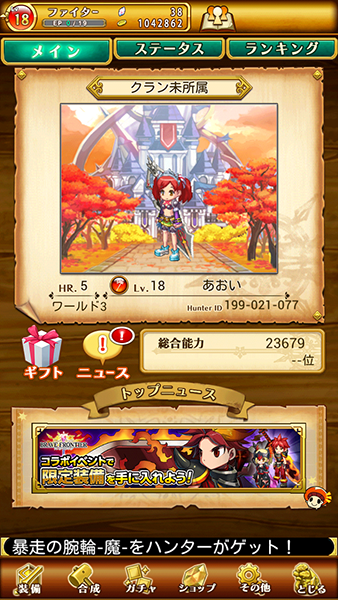 18 ファイター 38
EP 0/19 1042862
メイン ステータス ランキング
クラン未所属
HR. 5 Lv. 18 あおい
ワールド3 Hunter ID 199-021-077
ギフト ニュース
総合能力 23679
--位
トップニュース
BRAVE FRONTIER
コラボイベントで
限定装備を手に入れよう!
暴走の腕輪-魔-をハンターがゲット!
装備 合成 ガチャ ショップ その他 とじる